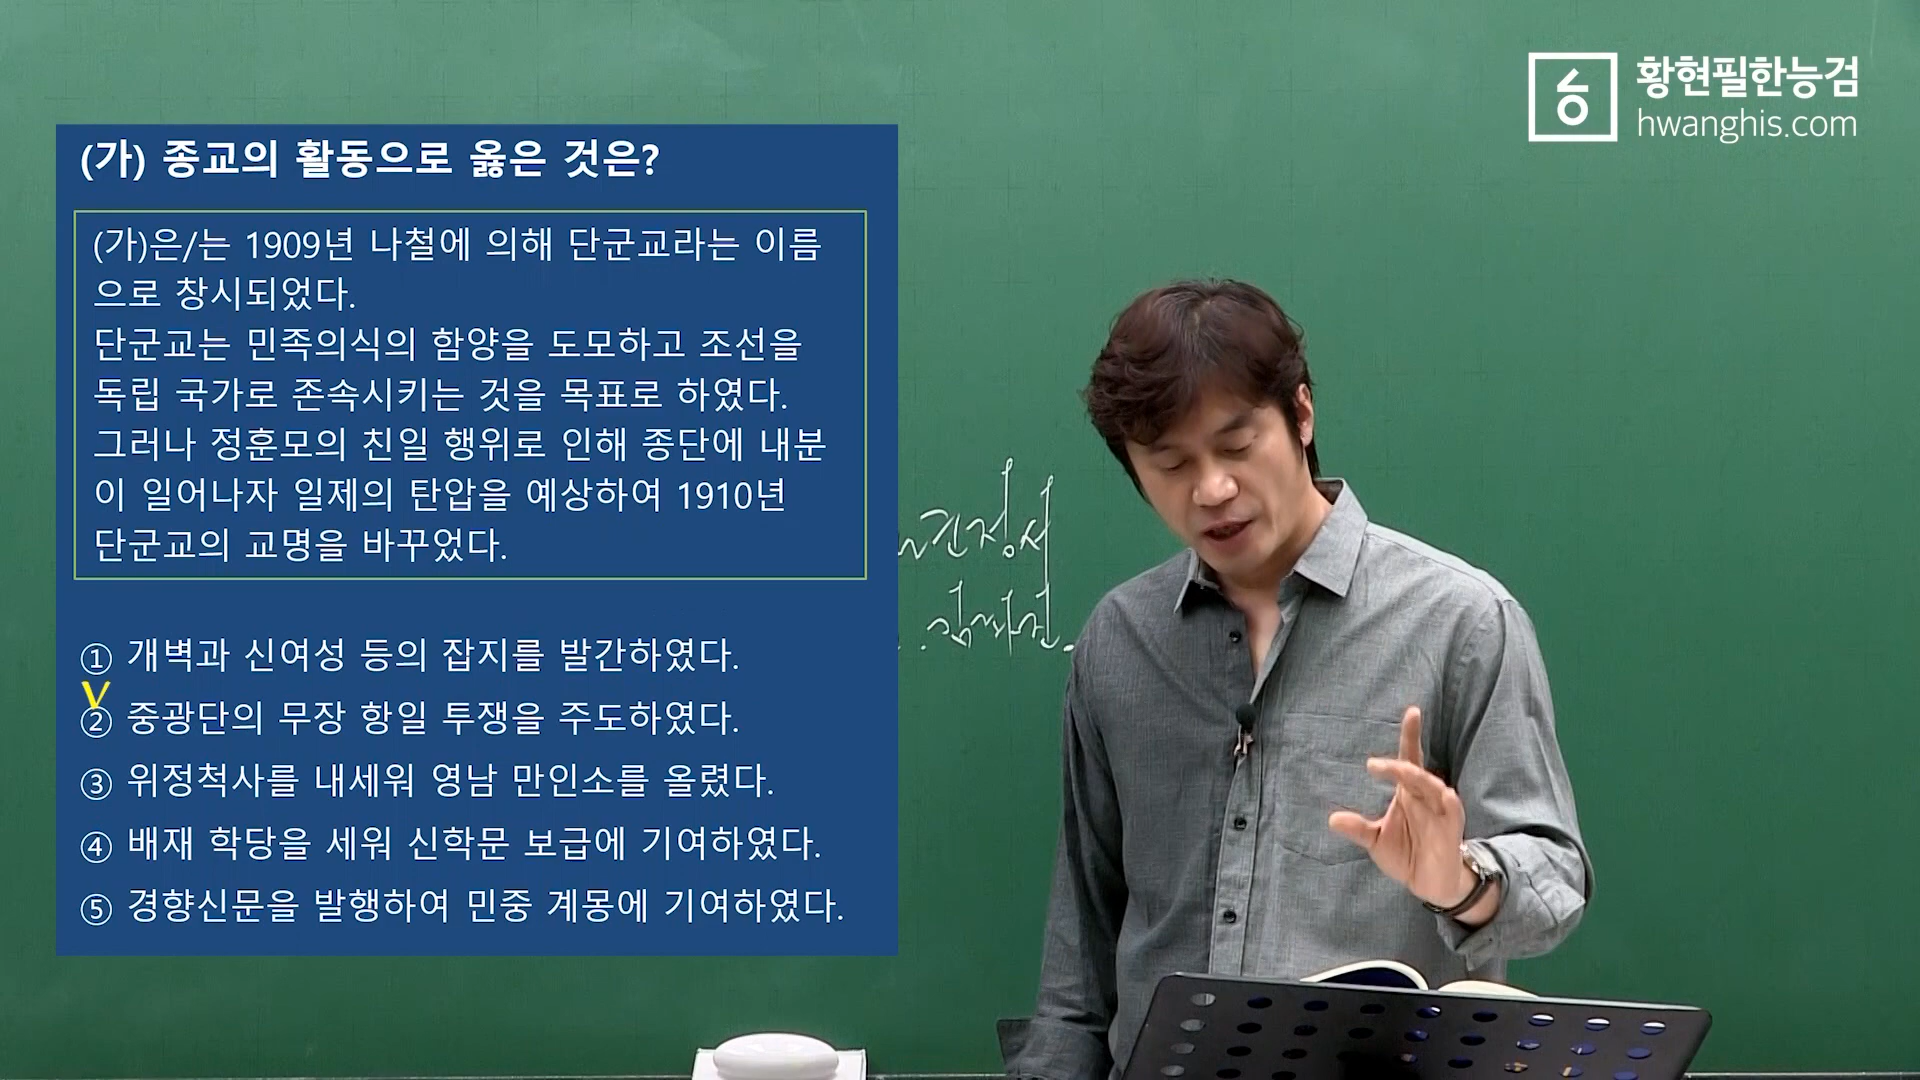 황현필한능검
hwanghis.com
(가) 종교의 활동으로 옳은 것은?
(가)은/는 1909년 나철에 의해 단군교라는 이름
으로 창시되었다.
단군교는 민족의식의 함양을 도모하고 조선을
독립 국가로 존속시키는 것을 목표로 하였다.
그러나 정훈모의 친일 행위로 인해 종단에 내분
이 일어나자 일제의 탄압을 예상하여 1910년
단군교의 교명을 바꾸었다.
① 개벽과 신여성 등의 잡지를 발간하였다.
V
② 중광단의 무장 항일 투쟁을 주도하였다.
③ 위정척사를 내세워 영남 만인소를 올렸다.
④ 배재 학당을 세워 신학문 보급에 기여하였다.
⑤ 경향신문을 발행하여 민중 계몽에 기여하였다.
군정서
김좌진.